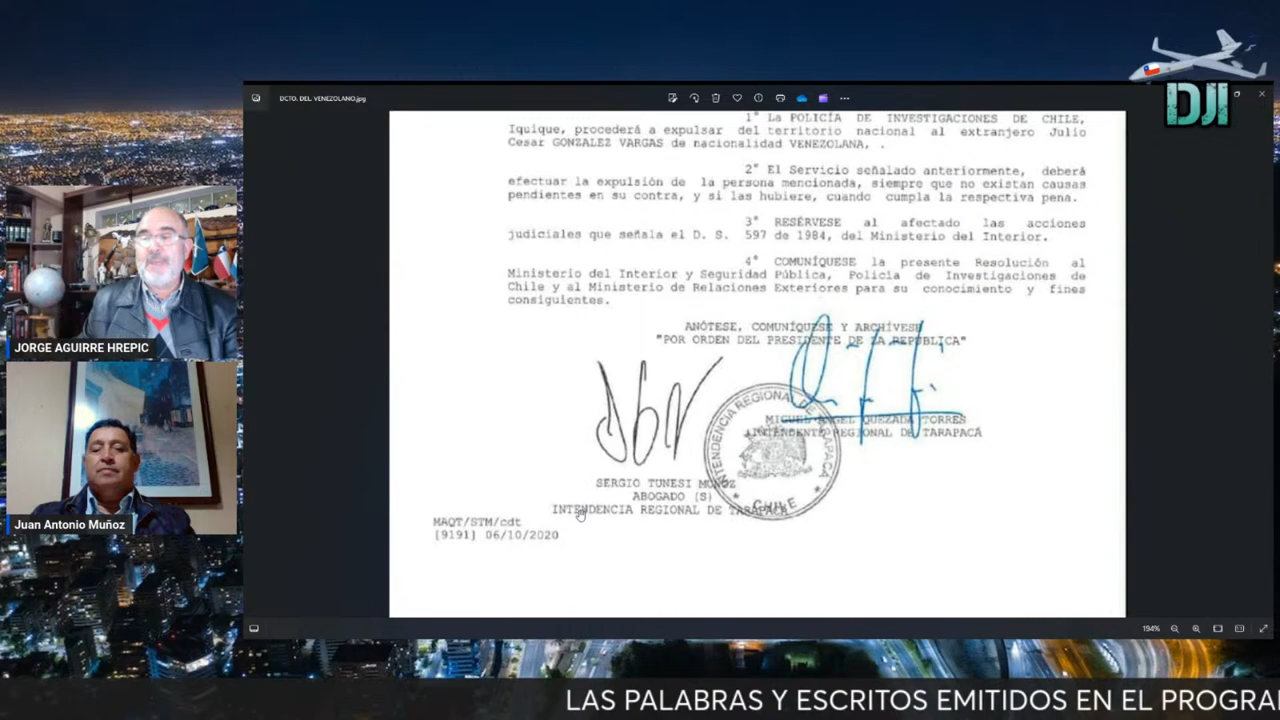 DJI
DCTO. DEL. VENEZOLANO.jpg
1° La POLICÍA DE INVESTIGACIONES DE CHILE,
Iquique, procederá a expulsar del territorio nacional al extranjero Julio
Cesar GONZALEZ VARGAS de nacionalidad VENEZOLANA, .
2° El Servicio señalado anteriormente, deberá
efectuar la expulsión de la persona mencionada, siempre que no existan causas
pendientes en su contra, y si las hubiere, cuando cumpla la respectiva pena.
3° RESÉRVESE al afectado las acciones
judiciales que señala el D. S. 597 de 1984, del Ministerio del Interior.
4° COMUNÍQUESE la presente Resolución al
Ministerio del Interior y Seguridad Pública, Policía de Investigaciones de
Chile y al Ministerio de Relaciones Exteriores para su conocimiento y fines
consiguientes.
ANÓTESE, COMUNÍQUESE Y ARCHÍVESE
"POR ORDEN DEL PRESIDENTE DE LA REPUBLICA"
MIGUEL ANGEL QUEZADA TORRES
INTENDENTE REGIONAL DE TARAPACÁ
INTENDENCIA REGIONAL DE TARAPACA
CHILE
SERGIO TUNESI MUÑOZ
ABOGADO (S)
INTENDENCIA REGIONAL DE TARAPACÁ
MAQT/STM/cdt
[9191] 06/10/2020
194%
JORGE AGUIRRE HREPIC
Juan Antonio Muñoz
LAS PALABRAS Y ESCRITOS EMITIDOS EN EL PROGRA